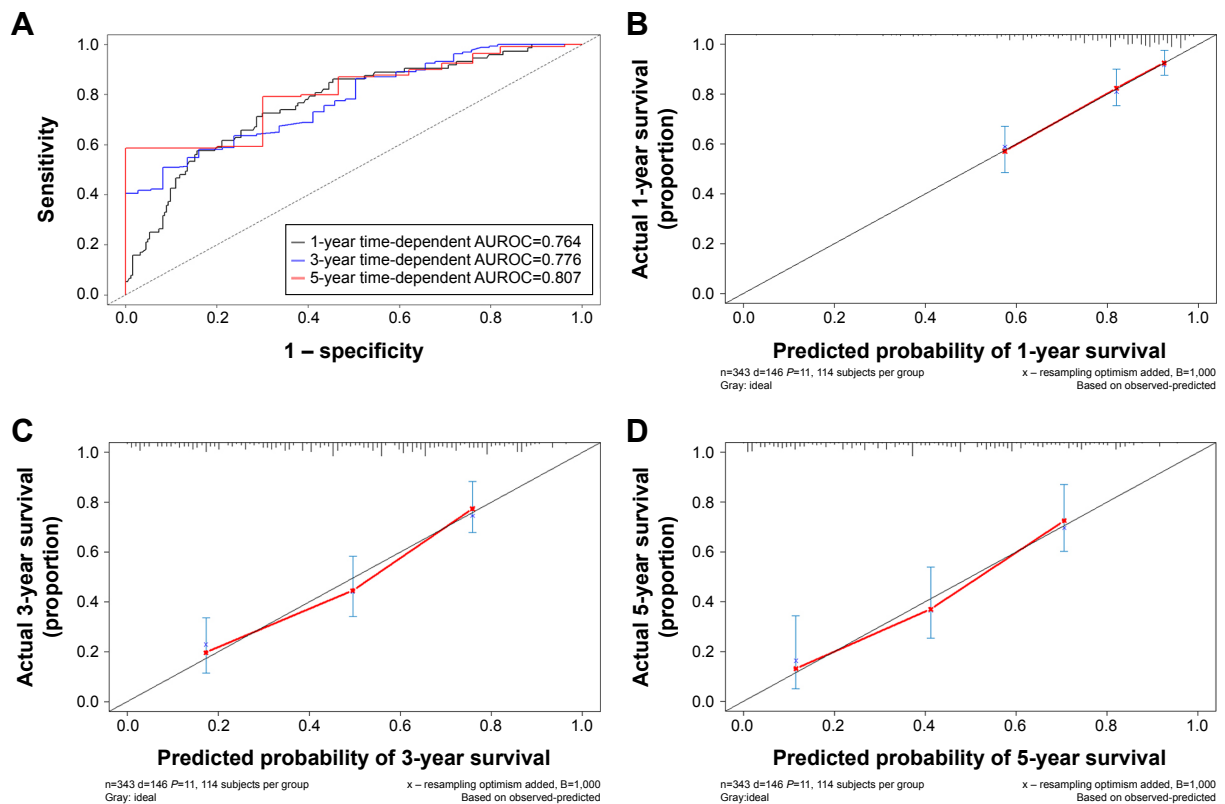 A
1.0
0.8
0.6
0.4
0.2
0.0
Sensitivity
1-year time-dependent AUROC=0.764
3-year time-dependent AUROC=0.776
5-year time-dependent AUROC=0.807
0.0 0.2 0.4 0.6 0.8 1.0
1 – specificity
B
1.0
0.8
0.6
0.4
0.2
0.0
Actual 1-year survival
(proportion)
0.0 0.2 0.4 0.6 0.8 1.0
Predicted probability of 1-year survival
n=343 d=146 P=11, 114 subjects per group
Gray: ideal
x – resampling optimism added, B=1,000
Based on observed-predicted
C
1.0
0.8
0.6
0.4
0.2
0.0
Actual 3-year survival
(proportion)
0.0 0.2 0.4 0.6 0.8 1.0
Predicted probability of 3-year survival
n=343 d=146 P=11, 114 subjects per group
Gray: ideal
x – resampling optimism added, B=1,000
Based on observed-predicted
D
1.0
0.8
0.6
0.4
0.2
0.0
Actual 5-year survival
(proportion)
0.0 0.2 0.4 0.6 0.8 1.0
Predicted probability of 5-year survival
n=343 d=146 P=11, 114 subjects per group
Gray:ideal
x – resampling optimism added, B=1,000
Based on observed-predicted